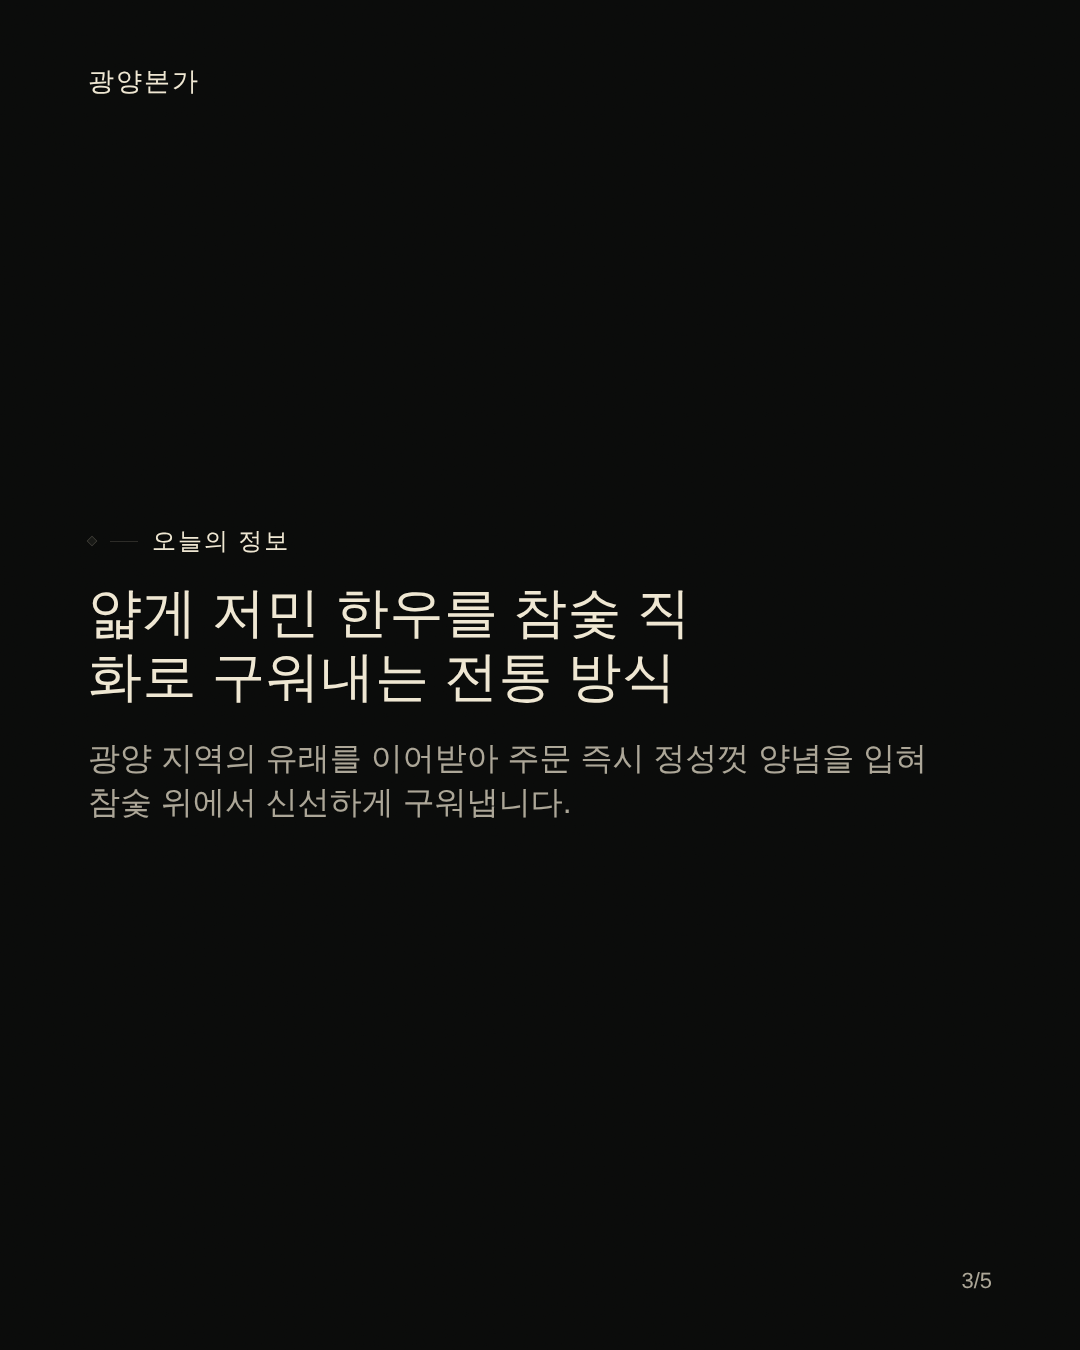 광양본가
오늘의 정보
얇게 저민 한우를 참숯 직
화로 구워내는 전통 방식
광양 지역의 유래를 이어받아 주문 즉시 정성껏 양념을 입혀
참숯 위에서 신선하게 구워냅니다.
3/5